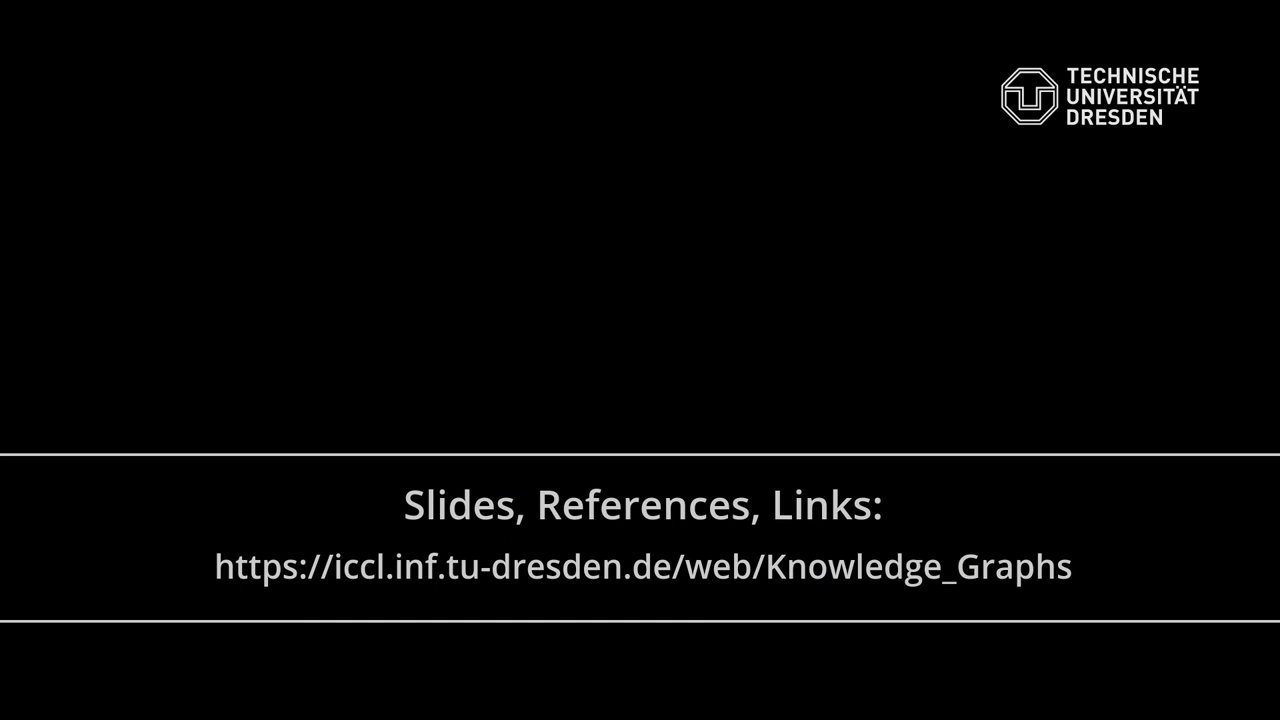 TECHNISCHE
UNIVERSITÄT
DRESDEN
Slides, References, Links:
https://iccl.inf.tu-dresden.de/web/Knowledge_Graphs